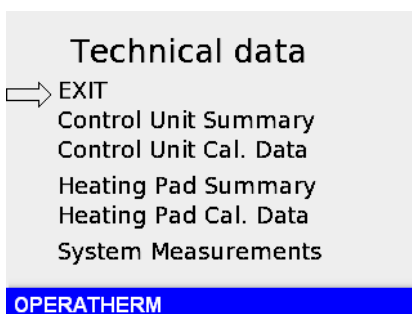 Technical data
EXIT
Control Unit Summary
Control Unit Cal. Data
Heating Pad Summary
Heating Pad Cal. Data
System Measurements
OPERATHERM